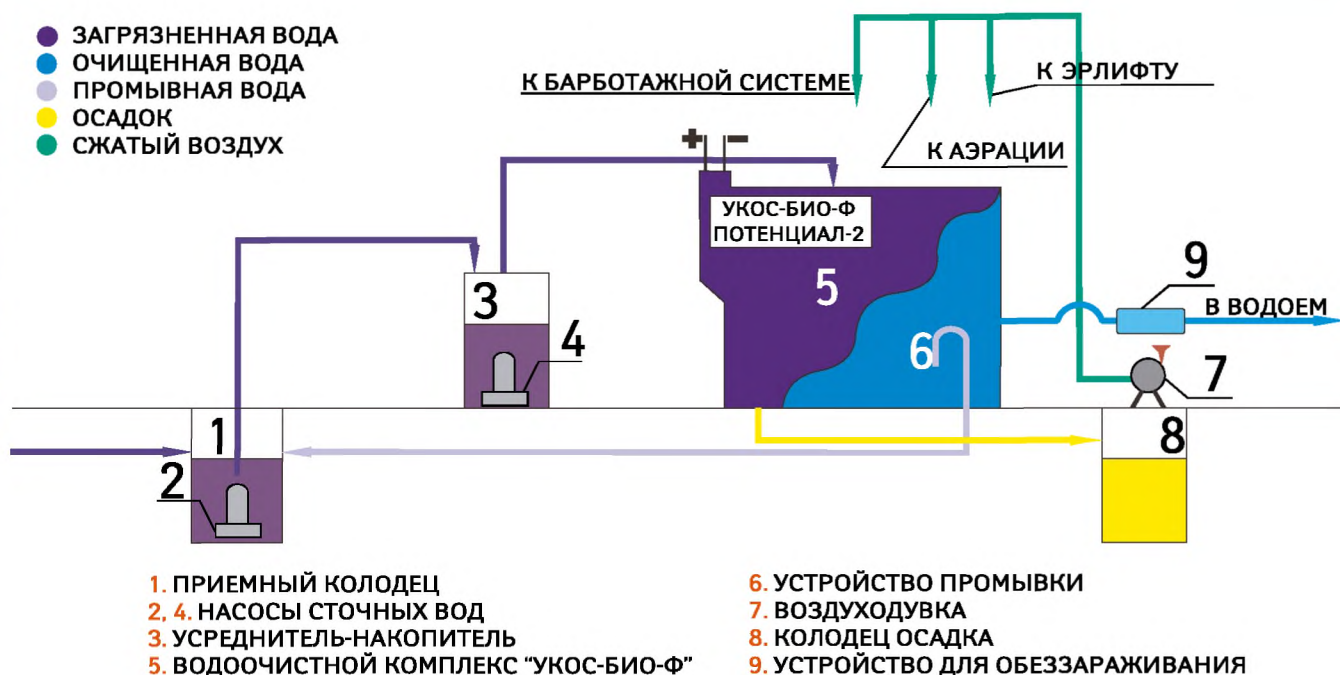 ЗАГРЯЗНЕННАЯ ВОДА
ОЧИЩЕННАЯ ВОДА
ПРОМЫВНАЯ ВОДА
ОСАДОК
СЖАТЫЙ ВОЗДУХ
К БАРБОТАЖНОЙ СИСТЕМЕ
К ЭРЛИФТУ
К АЭРАЦИИ
+ −
УКОС-БИО-Ф
ПОТЕНЦИАЛ-2
5
3
4
6
9
В ВОДОЕМ
7
1
2
8
1. ПРИЕМНЫЙ КОЛОДЕЦ
2, 4. НАСОСЫ СТОЧНЫХ ВОД
3. УСРЕДНИТЕЛЬ-НАКОПИТЕЛЬ
5. ВОДООЧИСТНОЙ КОМПЛЕКС "УКОС-БИО-Ф"
6. УСТРОЙСТВО ПРОМЫВКИ
7. ВОЗДУХОДУВКА
8. КОЛОДЕЦ ОСАДКА
9. УСТРОЙСТВО ДЛЯ ОБЕЗЗАРАЖИВАНИЯ